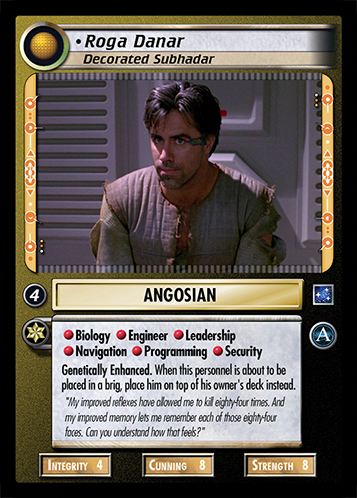 • Roga Danar
Decorated Subhadar
4
ANGOSIAN
• Biology • Engineer • Leadership
• Navigation • Programming • Security
A
Genetically Enhanced. When this personnel is about to be
placed in a brig, place him on top of his owner's deck instead.
"My improved reflexes have allowed me to kill eighty-four times. And
my improved memory lets me remember each of those eighty-four
faces. Can you understand how that feels?"
INTEGRITY 4 CUNNING 8 STRENGTH 8